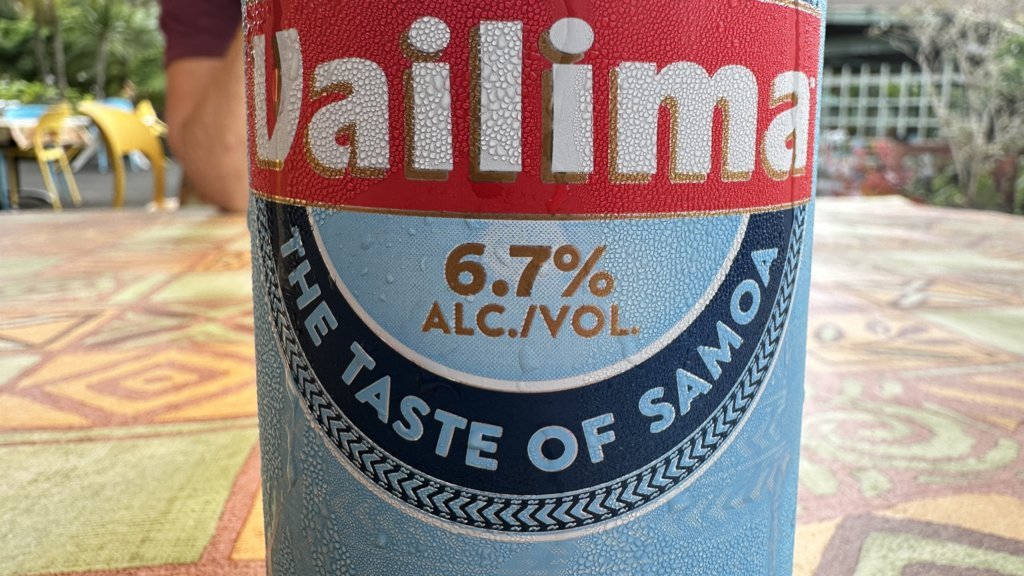 Vailima
6.7%
ALC./VOL.
THE TASTE OF SAMOA